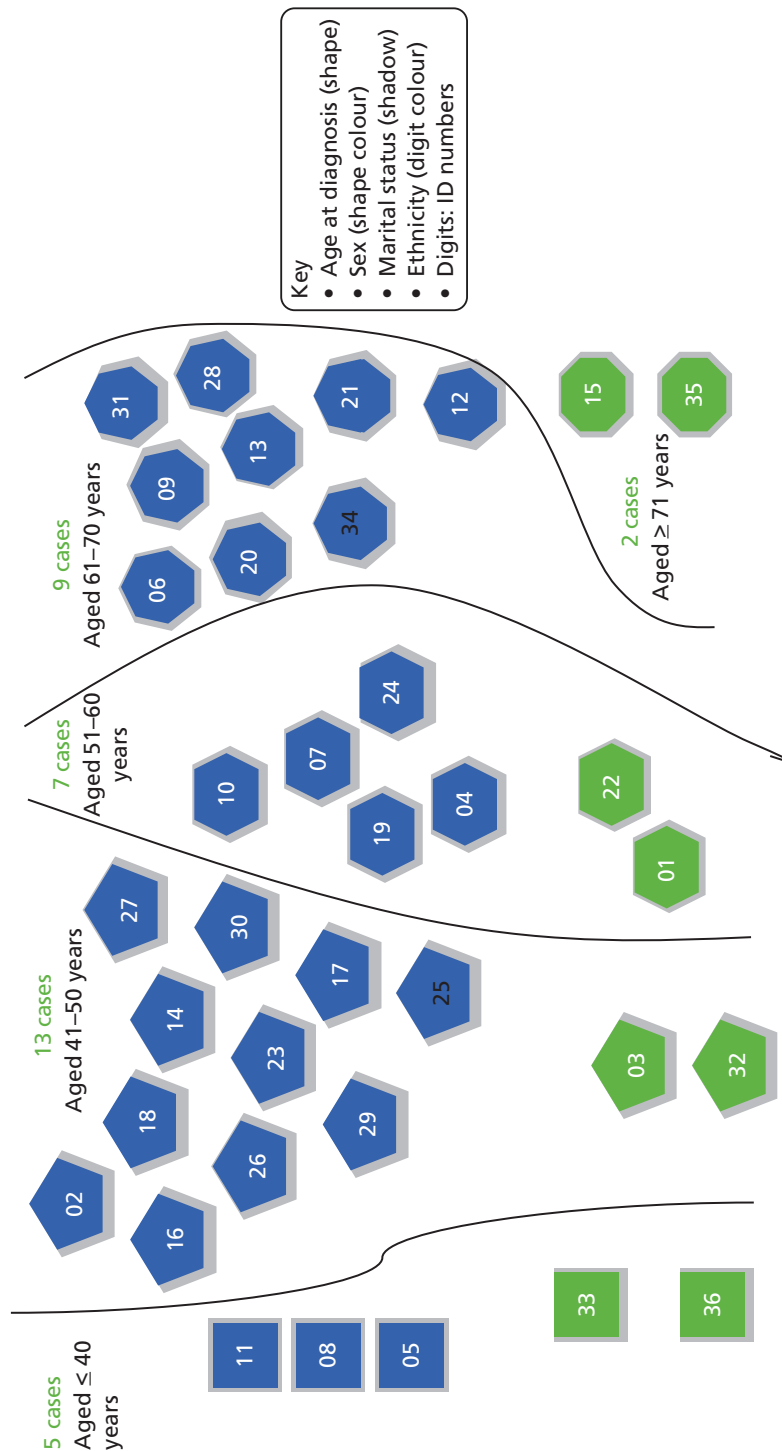 5 cases
Aged ≤ 40
years
11
08
05
33
36
13 cases
Aged 41–50 years
02
16
18
26
14
23
29
27
30
17
25
03
32
7 cases
Aged 51–60
years
10
07
19
24
04
22
01
9 cases
Aged 61–70 years
06
09
31
20
13
28
34
21
12
2 cases
Aged ≥ 71 years
15
35
Key
• Age at diagnosis (shape)
• Sex (shape colour)
• Marital status (shadow)
• Ethnicity (digit colour)
• Digits: ID numbers